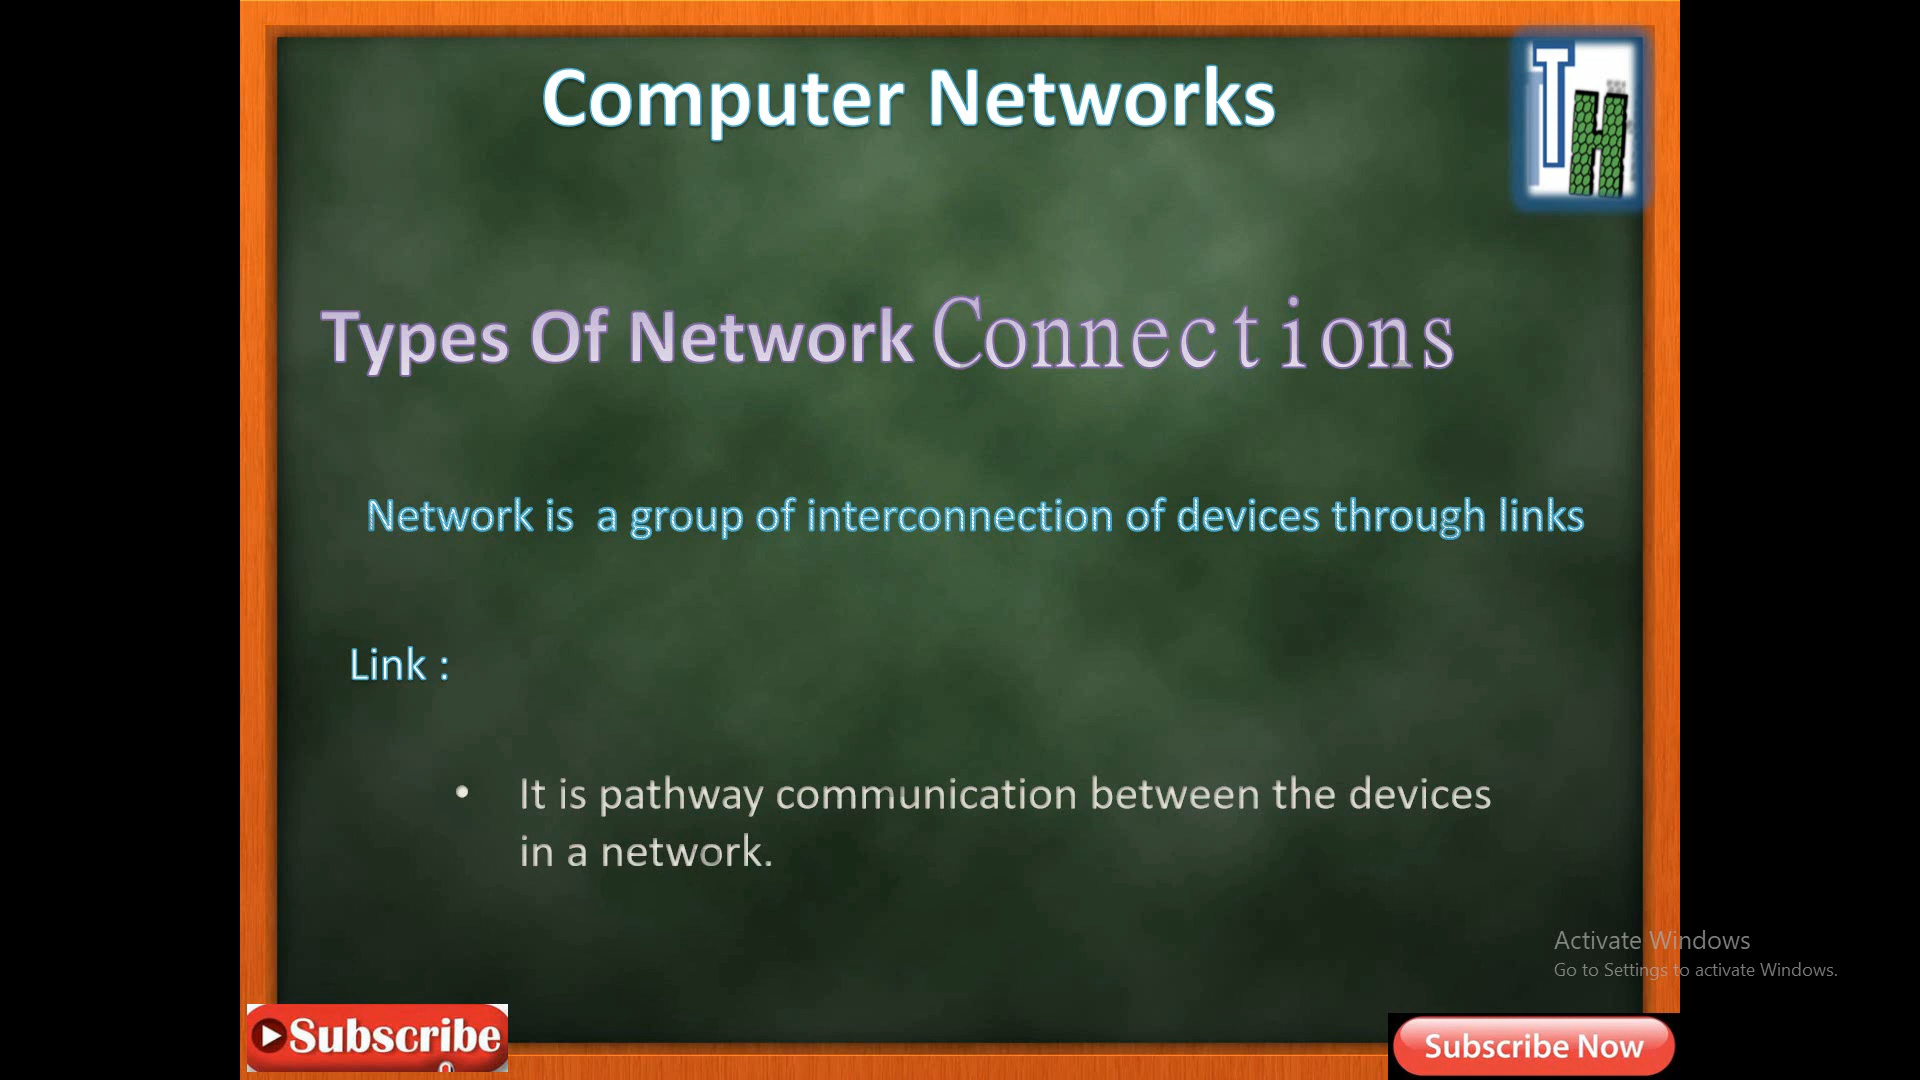 Computer Networks
TH
Types Of Network Connections
Network is a group of interconnection of devices through links
Link :
• It is pathway communication between the devices
in a network.
Activate Windows
Go to Settings to activate Windows.
Subscribe
Subscribe Now